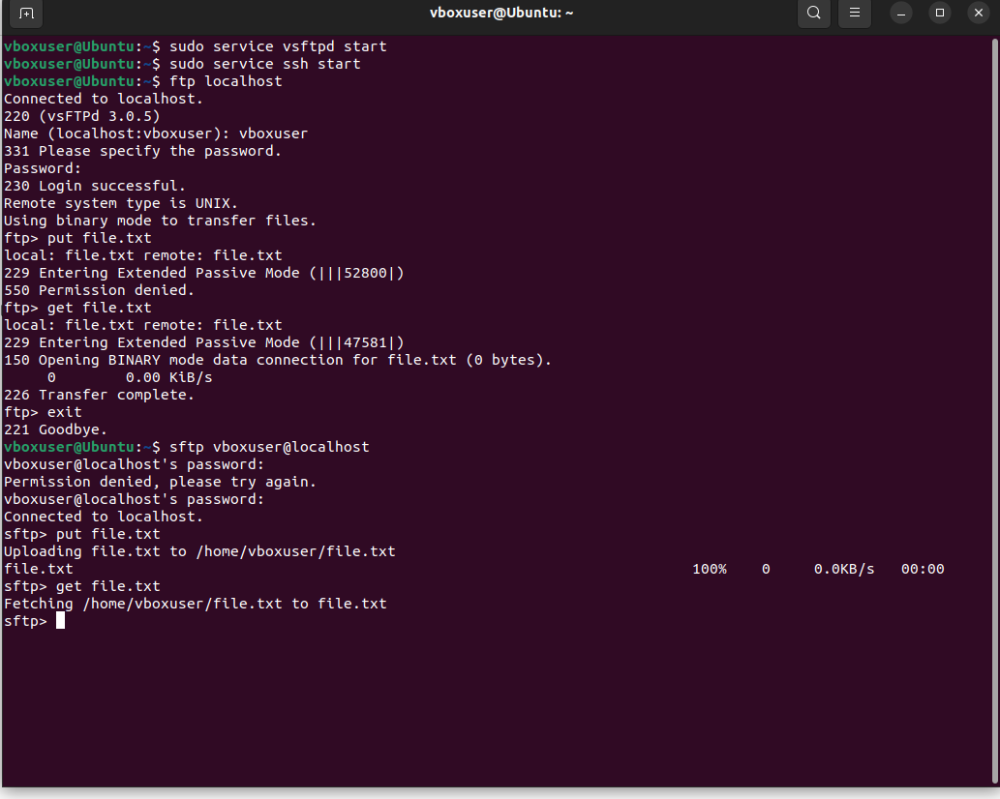 vboxuser@Ubuntu: ~
vboxuser@Ubuntu:~$ sudo service vsftpd start
vboxuser@Ubuntu:~$ sudo service ssh start
vboxuser@Ubuntu:~$ ftp localhost
Connected to localhost.
220 (vsFTPd 3.0.5)
Name (localhost:vboxuser): vboxuser
331 Please specify the password.
Password:
230 Login successful.
Remote system type is UNIX.
Using binary mode to transfer files.
ftp> put file.txt
local: file.txt remote: file.txt
229 Entering Extended Passive Mode (|||52800|)
550 Permission denied.
ftp> get file.txt
local: file.txt remote: file.txt
229 Entering Extended Passive Mode (|||47581|)
150 Opening BINARY mode data connection for file.txt (0 bytes).
     0        0.00 KiB/s
226 Transfer complete.
ftp> exit
221 Goodbye.
vboxuser@Ubuntu:~$ sftp vboxuser@localhost
vboxuser@localhost's password:
Permission denied, please try again.
vboxuser@localhost's password:
Connected to localhost.
sftp> put file.txt
Uploading file.txt to /home/vboxuser/file.txt
file.txt                                                                       100%    0     0.0KB/s   00:00
sftp> get file.txt
Fetching /home/vboxuser/file.txt to file.txt
sftp>